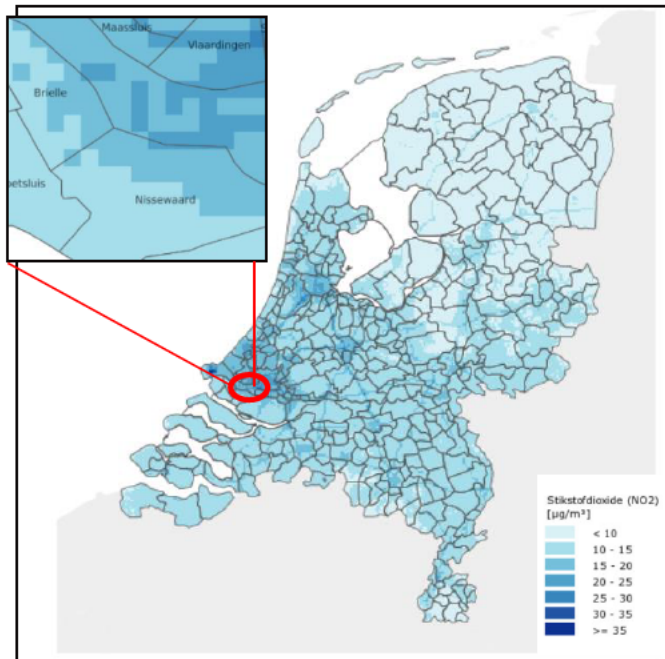 Maassluis
Vlaardingen
Brielle
oetsluis
Nissewaard
Stikstofdioxide (NO2)
[µg/m³]
< 10
10 - 15
15 - 20
20 - 25
25 - 30
30 - 35
>= 35